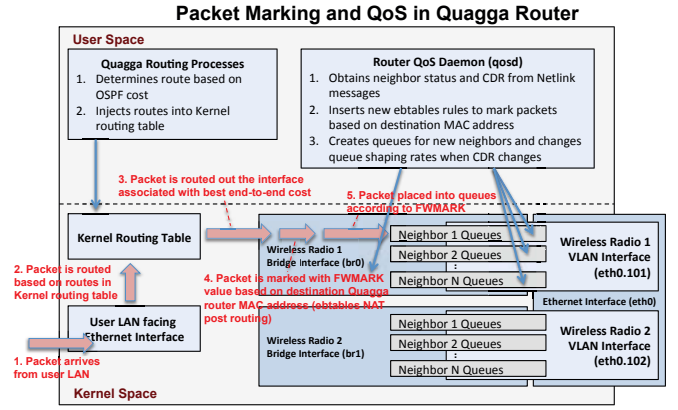 Packet Marking and QoS in Quagga Router
User Space
Quagga Routing Processes
1. Determines route based on
OSPF cost
2. Injects routes into Kernel
routing table
Router QoS Daemon (qosd)
1. Obtains neighbor status and CDR from Netlink
messages
2. Inserts new ebtables rules to mark packets
based on destination MAC address
3. Creates queues for new neighbors and changes
queue shaping rates when CDR changes
3. Packet is routed out the interface
associated with best end-to-end cost
5. Packet placed into queues
according to FWMARK
Kernel Routing Table
Wireless Radio 1
Bridge Interface (br0)
Neighbor 1 Queues
Neighbor 2 Queues
:
Neighbor N Queues
Wireless Radio 1
VLAN Interface
(eth0.101)
2. Packet is routed
based on routes in
Kernel routing table
4. Packet is marked with FWMARK
value based on destination Quagga
router MAC address (obtables NAT
post routing)
Ethernet Interface (eth0)
User LAN facing
Ethernet Interface
Wireless Radio 2
Bridge Interface (br1)
Neighbor 1 Queues
Neighbor 2 Queues
:
Neighbor N Queues
Wireless Radio 2
VLAN Interface
(eth0.102)
1. Packet arrives
from user LAN
Kernel Space